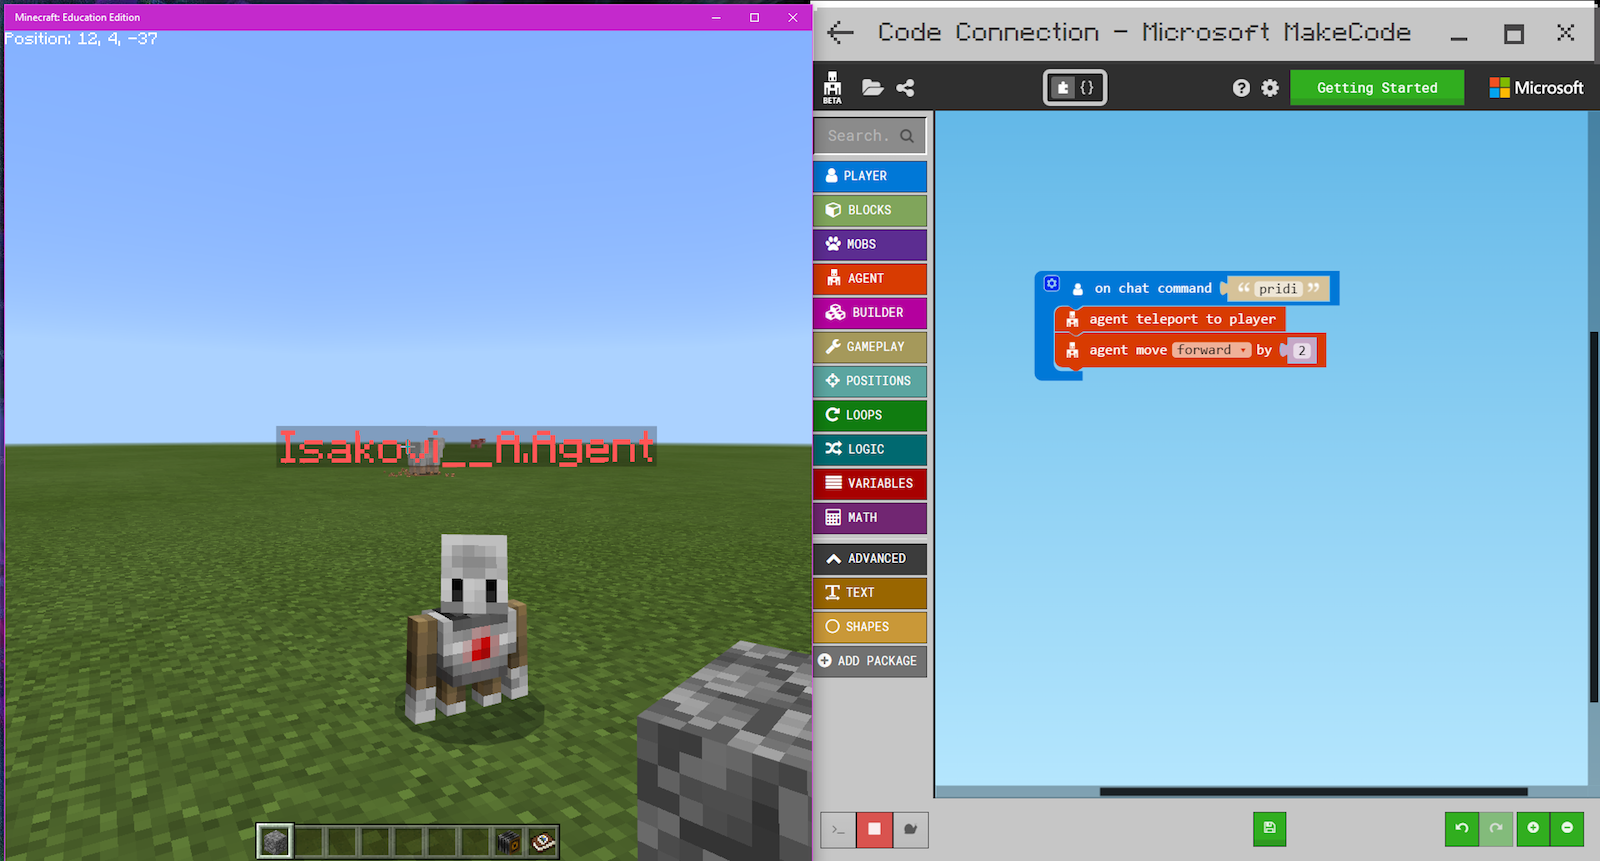 Minecraft: Education Edition
Position: 12, 4, -37
Isakovi__A.Agent
Code Connection - Microsoft MakeCode
BETA
{}
Getting Started
Microsoft
Search.
PLAYER
BLOCKS
MOBS
AGENT
BUILDER
GAMEPLAY
POSITIONS
LOOPS
LOGIC
VARIABLES
MATH
ADVANCED
TEXT
SHAPES
ADD PACKAGE
on chat command “ pridi ”
agent teleport to player
agent move forward by 2